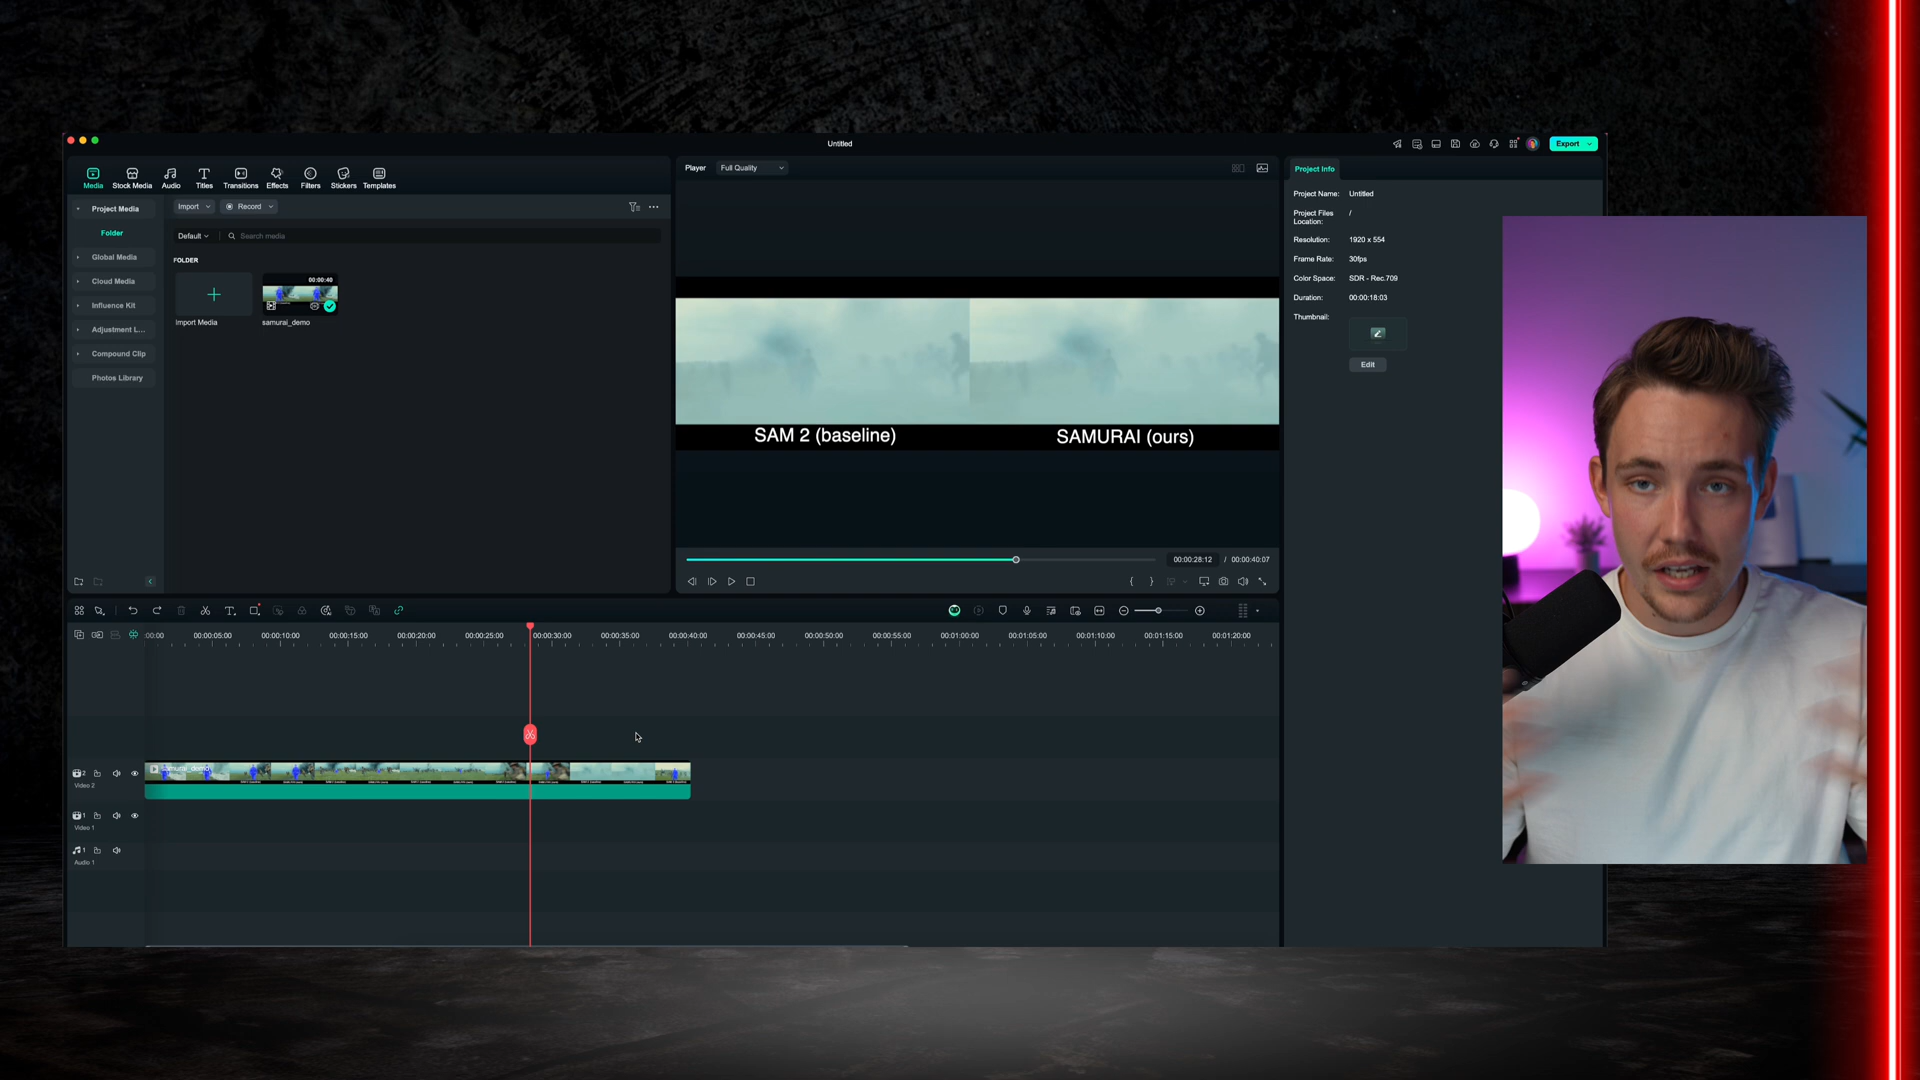 Untitled
Export
Media
Stock Media
Audio
Titles
Transitions
Effects
Filters
Stickers
Templates
Player
Full Quality
Project Info
Project Media
Folder
Global Media
Cloud Media
Influence Kit
Adjustment L...
Compound Clip
Photos Library
Import
Record
Default
Search media
FOLDER
00:00:40
Import Media
samurai_demo
SAM 2 (baseline)
SAMURAI (ours)
00:00:28:12 / 00:00:40:07
Project Name: Untitled
Project Files Location: /
Resolution: 1920 x 554
Frame Rate: 30fps
Color Space: SDR - Rec.709
Duration: 00:00:18:03
Thumbnail:
Edit
:00:00 00:00:05:00 00:00:10:00 00:00:15:00 00:00:20:00 00:00:25:00 00:00:30:00 00:00:35:00 00:00:40:00 00:00:45:00 00:00:50:00 00:00:55:00 00:01:00:00 00:01:05:00 00:01:10:00 00:01:15:00 00:01:20:00
samurai_demo
2
Video 2
1
Video 1
1
Audio 1